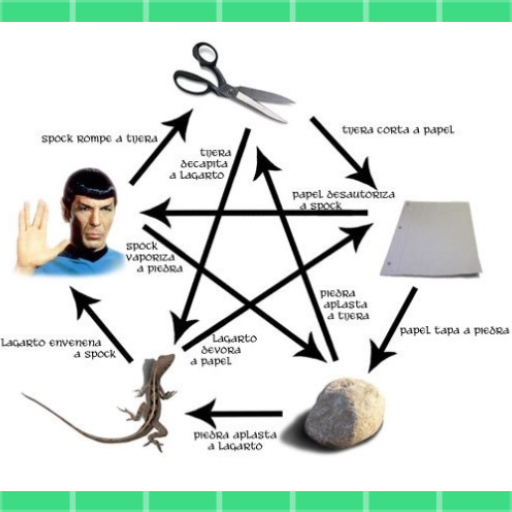 spock rompe a tijera
tijera corta a papel
tijera
decapita
a lagarto
papel desautoriza
a spock
spock
vaporiza
a piedra
piedra
aplasta
a tijera
papel tapa a piedra
lagarto envenena
a spock
lagarto
devora
a papel
piedra aplasta
a lagarto